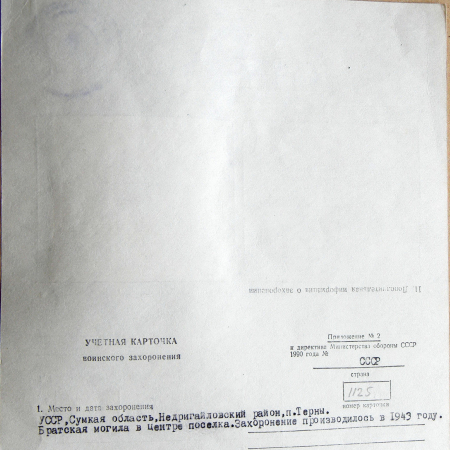 11. Дополнительная информация о захоронении
УЧЕТНАЯ КАРТОЧКА
воинского захоронения
Приложение № 2
к директиве Министерства обороны СССР
1990 года №
СССР
страна
1125
номер карточки
1. Место и дата захоронения
УССР,Сумкая область,Недригайловский район,п.Терны.
Братская могила в центре поселка.Захоронение производилось в 1943 году.